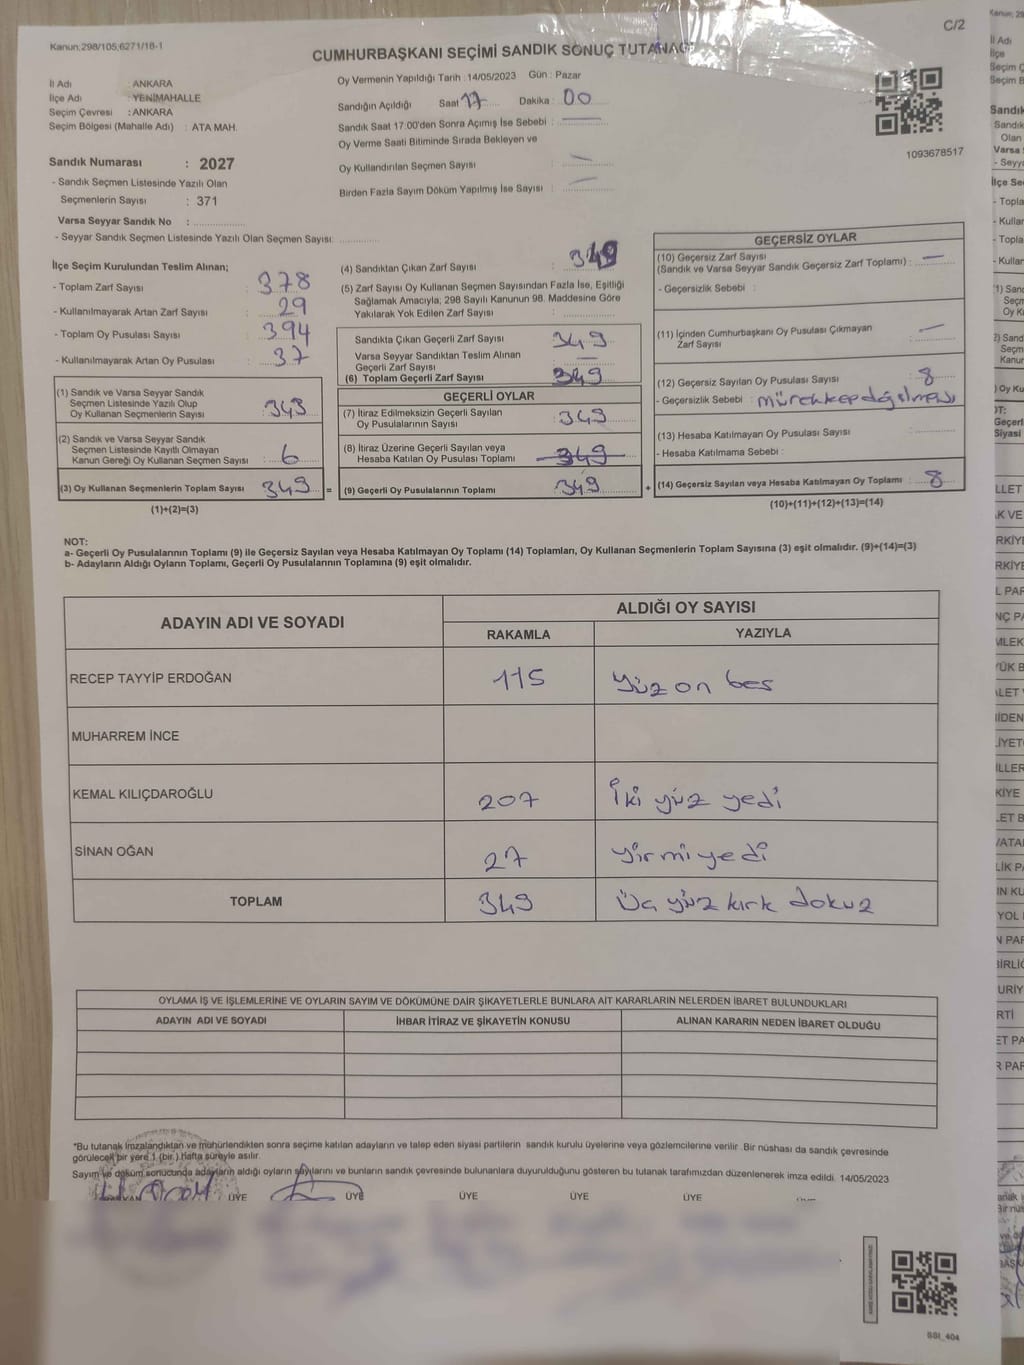 C/2
Kanun:298/105;6271/16-1
CUMHURBAŞKANI SEÇİMİ SANDIK SONUÇ TUTANAĞI
İl Adı : ANKARA
İlçe Adı : YENİMAHALLE
Seçim Çevresi : ANKARA
Seçim Bölgesi (Mahalle Adı) : ATA MAH.
Oy Vermenin Yapıldığı Tarih : 14/05/2023 Gün : Pazar
Sandığın Açıldığı Saat 17 Dakika : 00
Sandık Saat 17:00'den Sonra Açımış İse Sebebi :
Oy Verme Saati Bitiminde Sırada Bekleyen ve
Oy Kullandırılan Seçmen Sayısı :
Birden Fazla Sayım Döküm Yapılmış İse Sayısı :
1093678517
Sandık Numarası : 2027
- Sandık Seçmen Listesinde Yazılı Olan
Seçmenlerin Sayısı : 371
Varsa Seyyar Sandık No :
- Seyyar Sandık Seçmen Listesinde Yazılı Olan Seçmen Sayısı:
İlçe Seçim Kurulundan Teslim Alınan;
- Toplam Zarf Sayısı : 378
- Kullanılmayarak Artan Zarf Sayısı : 29
- Toplam Oy Pusulası Sayısı : 394
- Kullanılmayarak Artan Oy Pusulası : 37
(1) Sandık ve Varsa Seyyar Sandık
Seçmen Listesinde Yazılı Olup
Oy Kullanan Seçmenlerin Sayısı : 343
(2) Sandık ve Varsa Seyyar Sandık
Seçmen Listesinde Kayıtlı Olmayan
Kanun Gereği Oy Kullanan Seçmen Sayısı : 6
(3) Oy Kullanan Seçmenlerin Toplam Sayısı : 349
(1)+(2)=(3)
(4) Sandıktan Çıkan Zarf Sayısı : 349
(5) Zarf Sayısı Oy Kullanan Seçmen Sayısından Fazla İse, Eşitliği
Sağlamak Amacıyla; 298 Sayılı Kanunun 98. Maddesine Göre
Yakılarak Yok Edilen Zarf Sayısı :
Sandıkta Çıkan Geçerli Zarf Sayısı : 349
Varsa Seyyar Sandıktan Teslim Alınan
Geçerli Zarf Sayısı :
(6) Toplam Geçerli Zarf Sayısı : 349
GEÇERLİ OYLAR
(7) İtiraz Edilmeksizin Geçerli Sayılan
Oy Pusulalarının Sayısı : 349
(8) İtiraz Üzerine Geçerli Sayılan veya
Hesaba Katılan Oy Pusulası Toplamı : 349
= (9) Geçerli Oy Pusulalarının Toplamı : 349
GEÇERSİZ OYLAR
(10) Geçersiz Zarf Sayısı
(Sandık ve Varsa Seyyar Sandık Geçersiz Zarf Toplamı) :
- Geçersizlik Sebebi :
(11) İçinden Cumhurbaşkanı Oy Pusulası Çıkmayan
Zarf Sayısı :
(12) Geçersiz Sayılan Oy Pusulası Sayısı : 8
- Geçersizlik Sebebi : mürekkep dağılması
(13) Hesaba Katılmayan Oy Pusulası Sayısı :
- Hesaba Katılmama Sebebi :
+ (14) Geçersiz Sayılan veya Hesaba Katılmayan Oy Toplamı : 8
(10)+(11)+(12)+(13)=(14)
NOT:
a- Geçerli Oy Pusulalarının Toplamı (9) ile Geçersiz Sayılan veya Hesaba Katılmayan Oy Toplamı (14) Toplamları, Oy Kullanan Seçmenlerin Toplam Sayısına (3) eşit olmalıdır. (9)+(14)=(3)
b- Adayların Aldığı Oyların Toplamı, Geçerli Oy Pusulalarının Toplamına (9) eşit olmalıdır.
ADAYIN ADI VE SOYADI ALDIĞI OY SAYISI
RAKAMLA YAZIYLA
RECEP TAYYİP ERDOĞAN 115 Yüz on beş
MUHARREM İNCE
KEMAL KILIÇDAROĞLU 207 İki yüz yedi
SİNAN OĞAN 27 yirmi yedi
TOPLAM 349 Üç yüz kırk dokuz
OYLAMA İŞ VE İŞLEMLERİNE VE OYLARIN SAYIM VE DÖKÜMÜNE DAİR ŞİKAYETLERLE BUNLARA AİT KARARLARIN NELERDEN İBARET BULUNDUKLARI
ADAYIN ADI VE SOYADI İHBAR İTİRAZ VE ŞİKAYETİN KONUSU ALINAN KARARIN NEDEN İBARET OLDUĞU
*Bu tutanak imzalandıktan ve mühürlendikten sonra seçime katılan adayların ve talep eden siyasi partilerin sandık kurulu üyelerine veya gözlemcilerine verilir. Bir nüshası da sandık çevresinde
görülecek bir yere 1 (bir) hafta süreyle asılır.
Sayım ve döküm sonucunda adayların aldığı oyların sayılarını ve bunların sandık çevresinde bulunanlara duyurulduğunu gösteren bu tutanak tarafımızdan düzenlenerek imza edildi. 14/05/2023
ÜYE ÜYE ÜYE ÜYE ÜYE
SSI_404